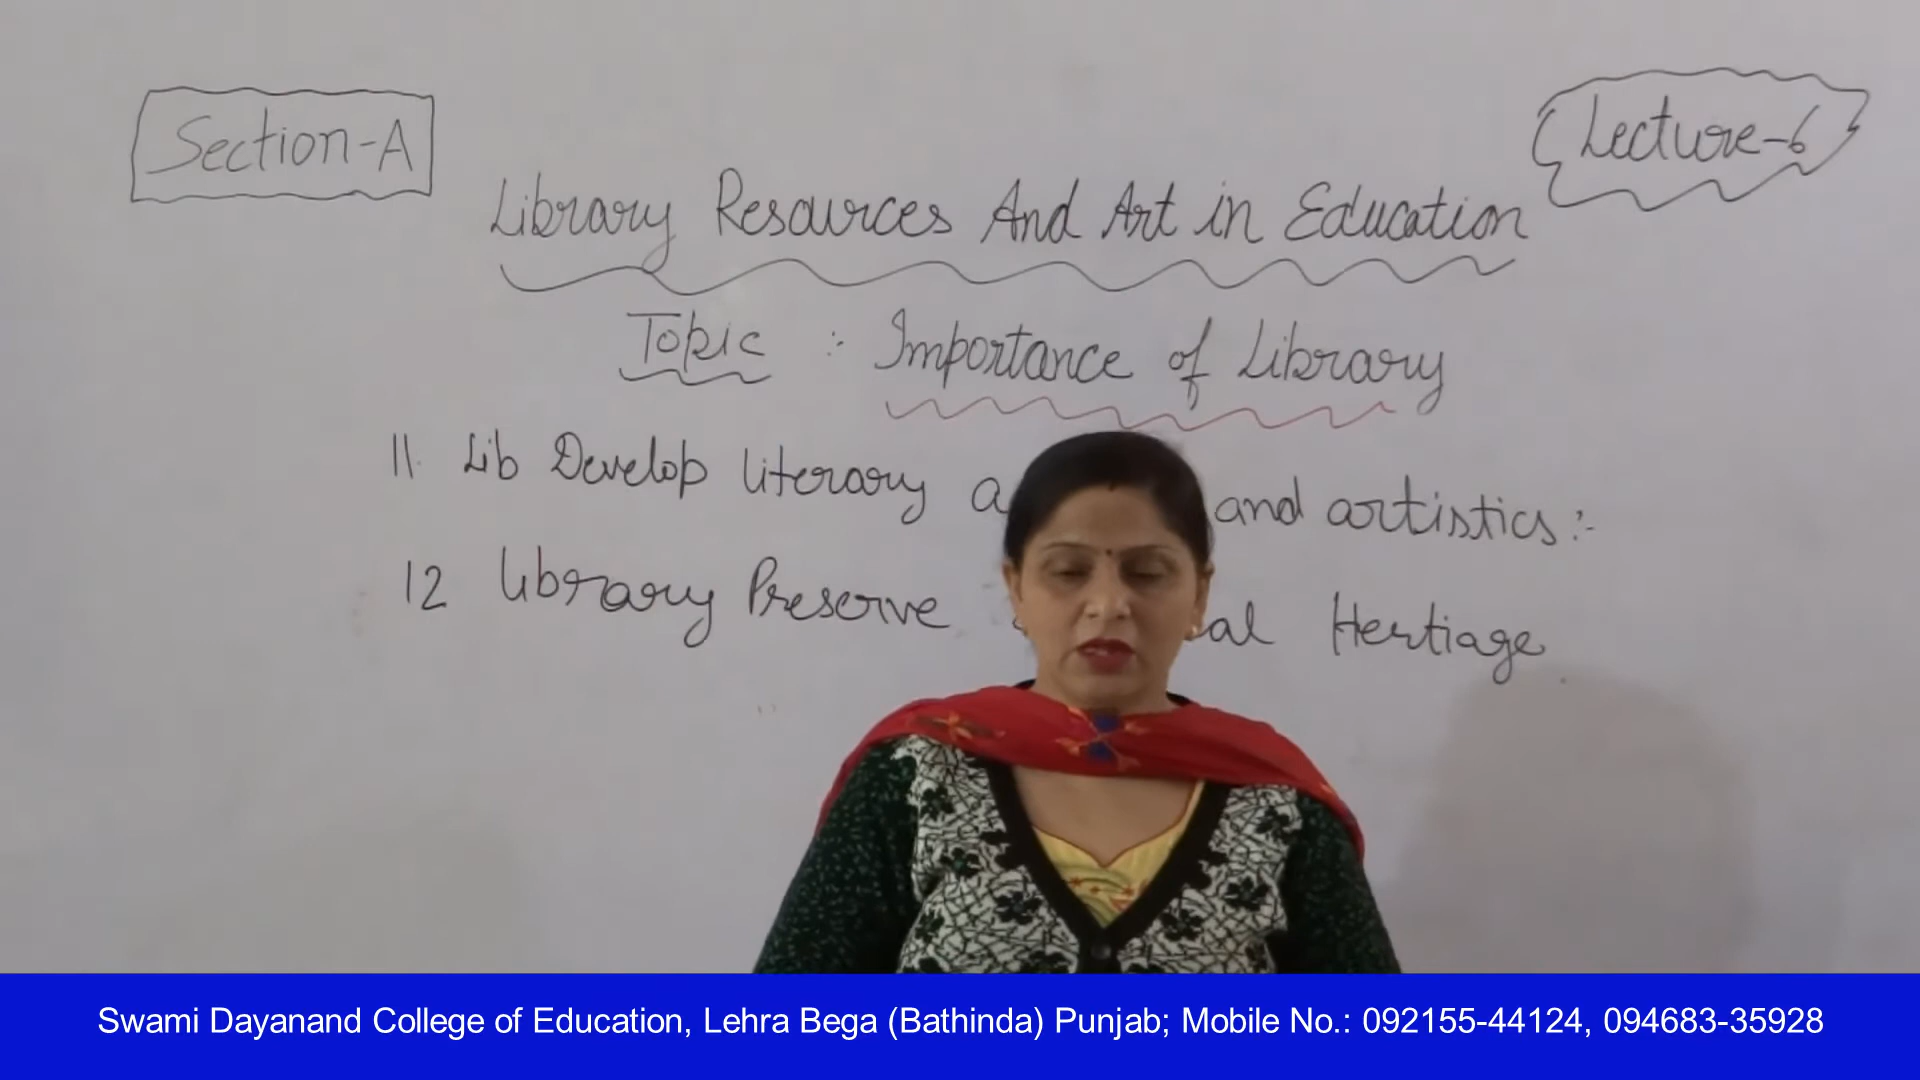 Section-A
Lecture-6
Library Resources And Art in Education
Topic :- Importance of Library
11. Lib Develop literary and artistics:-
12 Library Preserve Hertiage
Swami Dayanand College of Education, Lehra Bega (Bathinda) Punjab; Mobile No.: 092155-44124, 094683-35928